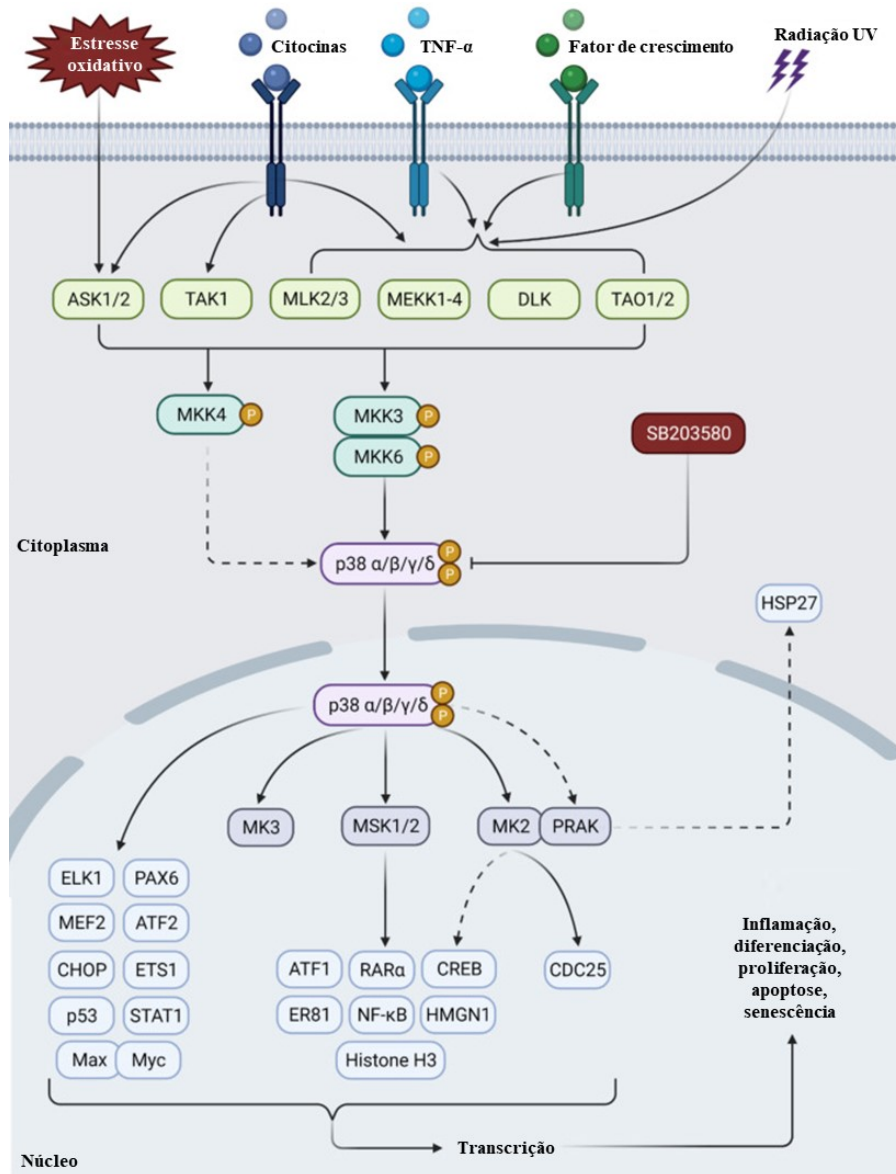 Estresse
oxidativo
Citocinas
TNF-α
Fator de crescimento
Radiação UV
ASK1/2
TAK1
MLK2/3
MEKK1-4
DLK
TAO1/2
MKK4
P
MKK3
P
MKK6
P
SB203580
Citoplasma
p38 α/β/γ/δ
P
P
HSP27
p38 α/β/γ/δ
P
P
MK3
MSK1/2
MK2
PRAK
ELK1
PAX6
MEF2
ATF2
CHOP
ETS1
p53
STAT1
Max
Myc
ATF1
RARα
CREB
CDC25
ER81
NF-κB
HMGN1
Histone H3
Inflamação,
diferenciação,
proliferação,
apoptose,
senescência
Transcrição
Núcleo